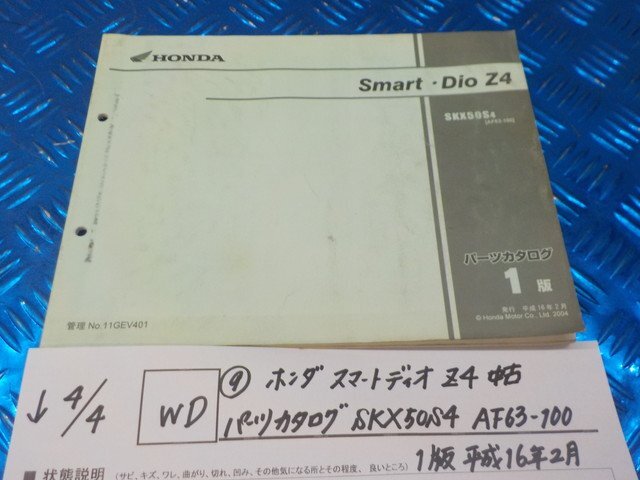 HONDA
Smart・Dio Z4
SKX50S4
[AF63-100]
パーツカタログ
1版
発行 平成16年2月
© Honda Motor Co., Ltd. 2004
管理 No.11GEV401
↓ 4/4 WD ⑨ ホンダ スマートディオ Z4 中古
パーツカタログ SKX50S4 AF63-100
1版 平成16年2月
■ 状態説明 (サビ、キズ、ワレ、曲がり、切れ、凹み、その他気になる所とその程度、良いところ)